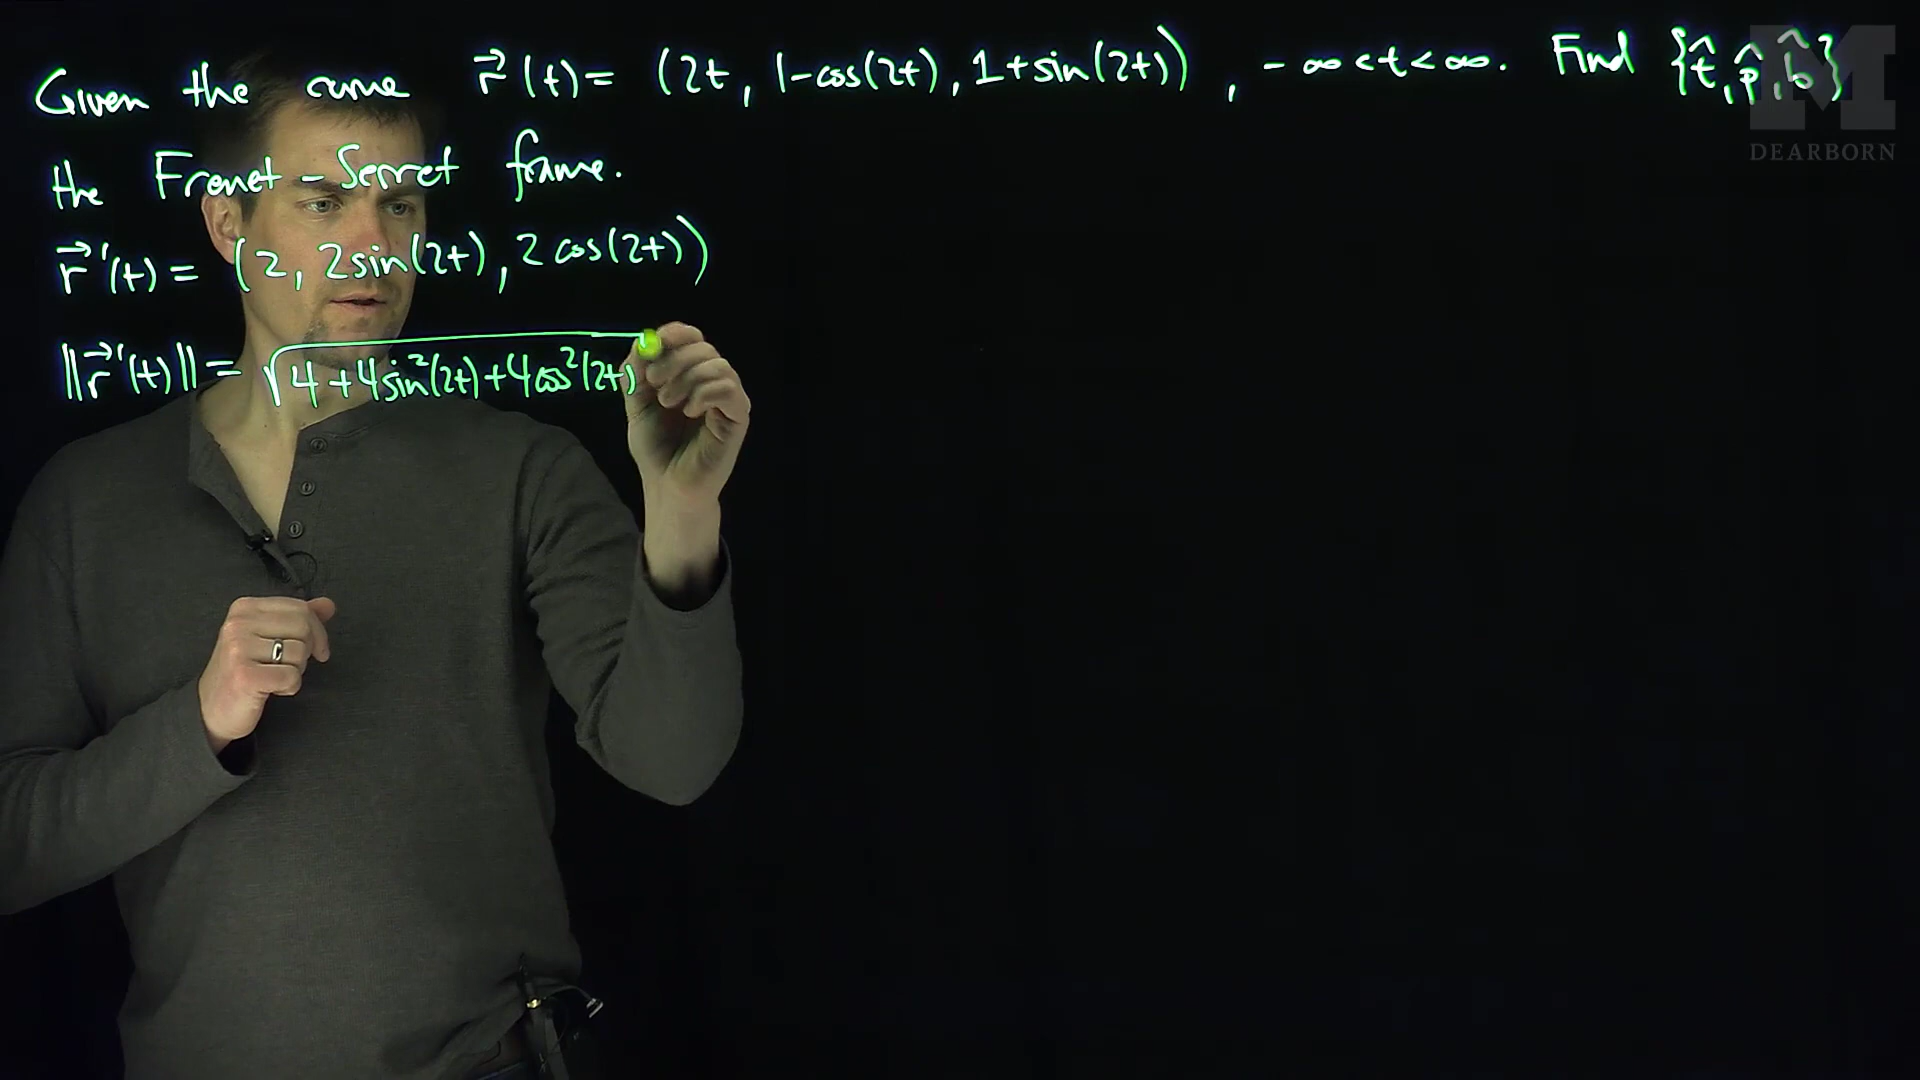 Given the curve r⃗(t) = (2t, 1-cos(2t), 1+sin(2t)), -∞<t<∞. Find {t̂, p̂, b̂}
the Frenet-Serret frame.
r⃗'(t) = (2, 2sin(2t), 2cos(2t))
||r⃗'(t)|| = √4+4sin²(2t)+4cos²(2t)
M
DEARBORN